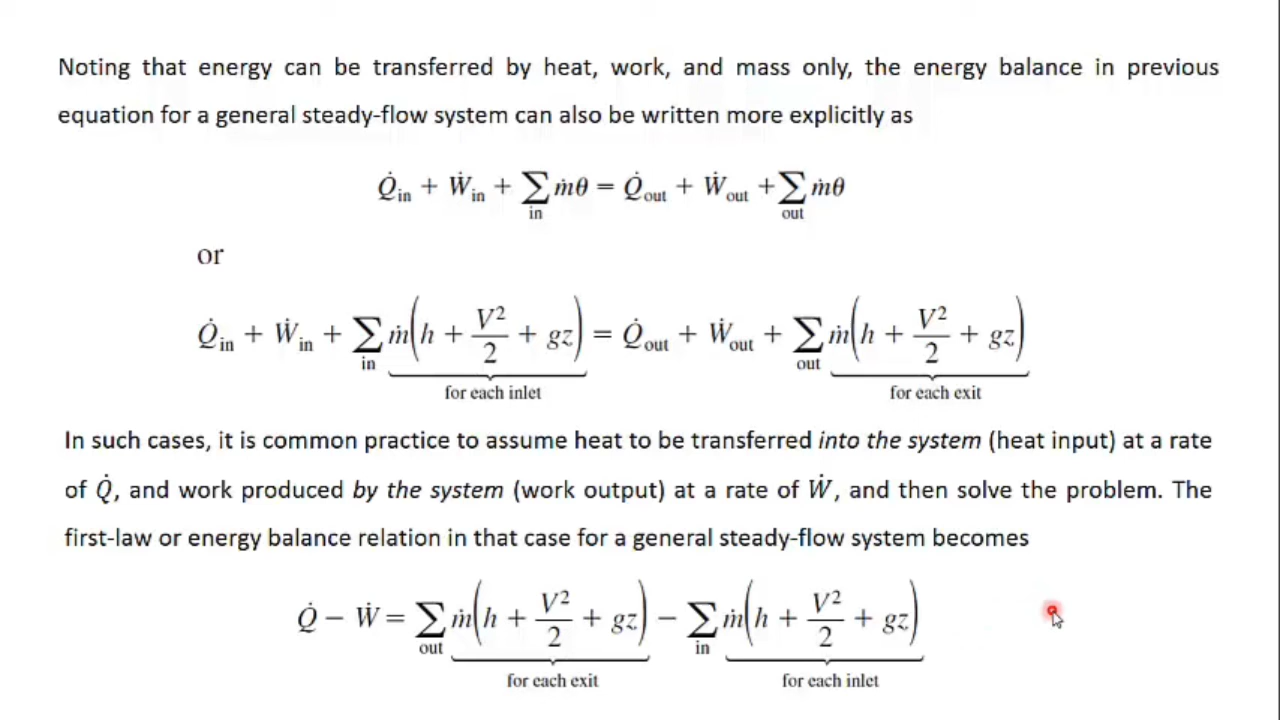 Noting that energy can be transferred by heat, work, and mass only, the energy balance in previous
equation for a general steady-flow system can also be written more explicitly as
Q̇in + Ẇin + ∑in ṁθ = Q̇out + Ẇout + ∑out ṁθ
or
Q̇in + Ẇin + ∑in ṁ(h + V²/2 + gz) = Q̇out + Ẇout + ∑out ṁ(h + V²/2 + gz)
for each inlet for each exit
In such cases, it is common practice to assume heat to be transferred into the system (heat input) at a rate
of Q̇, and work produced by the system (work output) at a rate of Ẇ, and then solve the problem. The
first-law or energy balance relation in that case for a general steady-flow system becomes
Q̇ − Ẇ = ∑out ṁ(h + V²/2 + gz) − ∑in ṁ(h + V²/2 + gz)
for each exit for each inlet